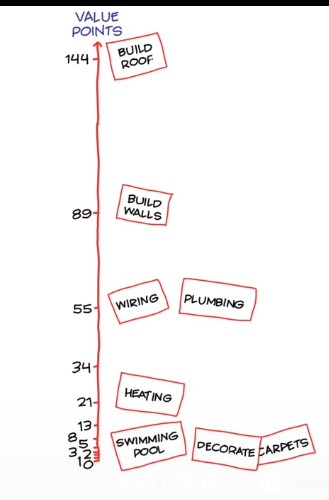 VALUE
POINTS
144
BUILD
ROOF
89
BUILD
WALLS
55
WIRING
PLUMBING
34
21
HEATING
13
8
5
3
2
1
0
SWIMMING
POOL
DECORATE
CARPETS